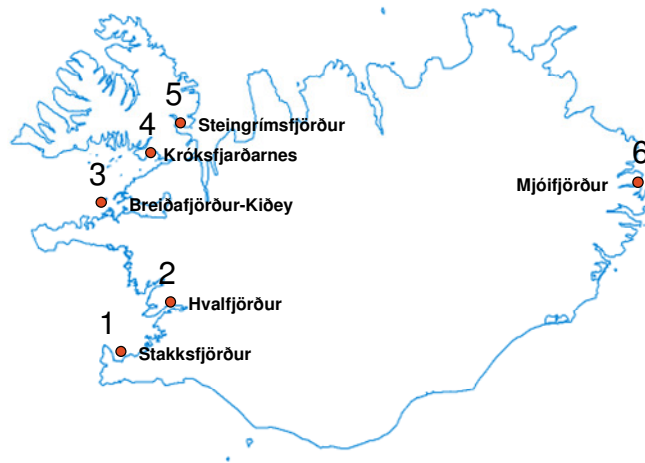 5
Steingrímsfjörður
4
Króksfjarðarnes
6
Mjóifjörður
3
Breiðafjörður-Kiðey
2
Hvalfjörður
1
Stakksfjörður